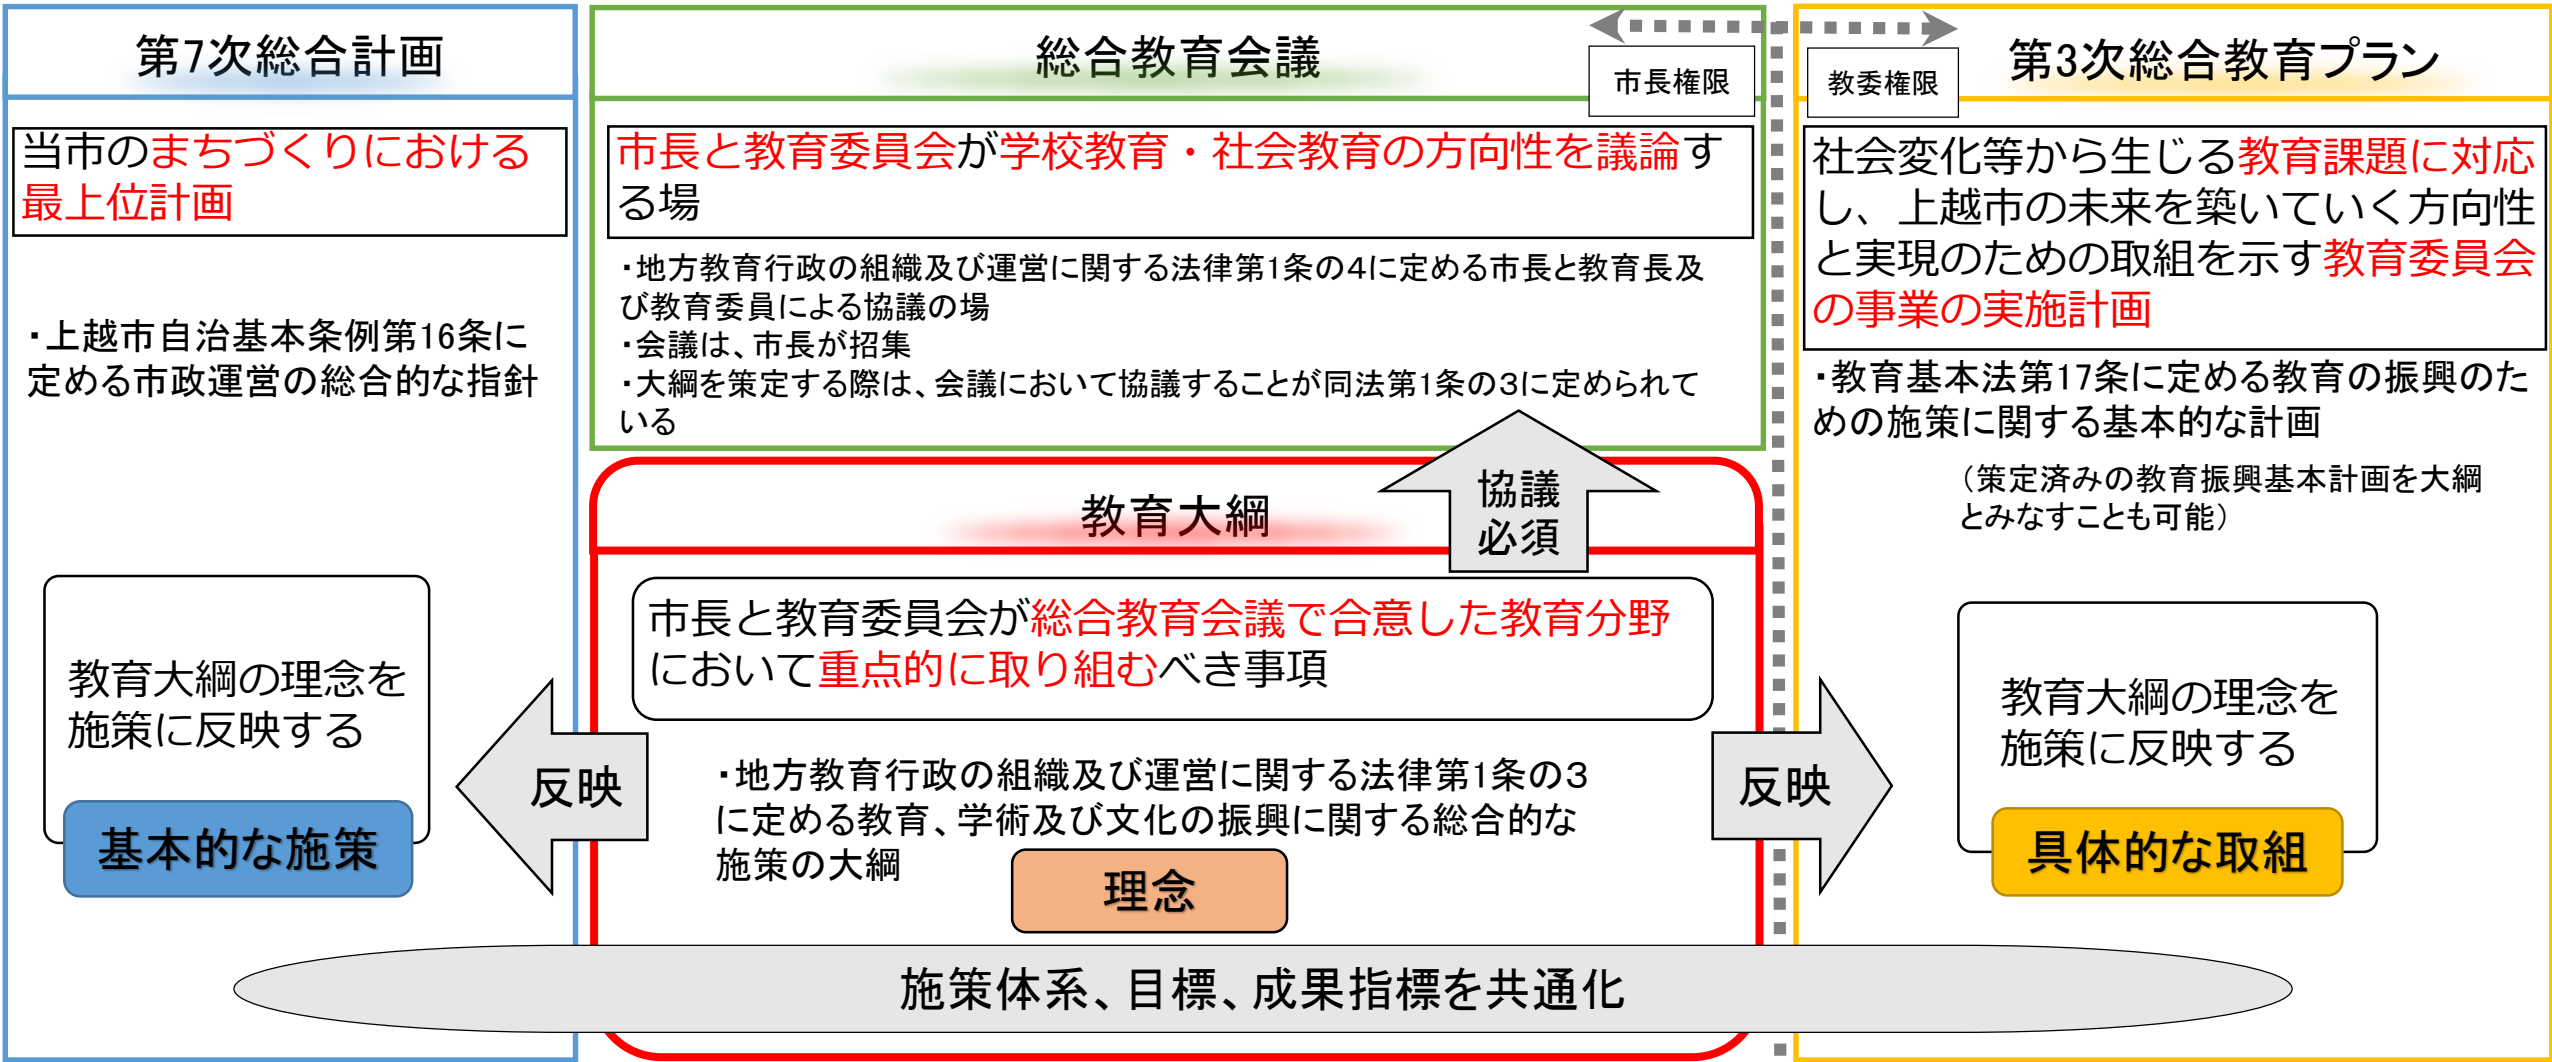 第7次総合計画
当市のまちづくりにおける
最上位計画
・上越市自治基本条例第16条に
定める市政運営の総合的な指針
教育大綱の理念を
施策に反映する
基本的な施策
総合教育会議
市長権限
市長と教育委員会が学校教育・社会教育の方向性を議論す
る場
・地方教育行政の組織及び運営に関する法律第1条の4に定める市長と教育長及
び教育委員による協議の場
・会議は、市長が招集
・大綱を策定する際は、会議において協議することが同法第1条の3に定められて
いる
協議
必須
教育大綱
市長と教育委員会が総合教育会議で合意した教育分野
において重点的に取り組むべき事項
反映
・地方教育行政の組織及び運営に関する法律第1条の3
に定める教育、学術及び文化の振興に関する総合的な
施策の大綱
理念
反映
教委権限
第3次総合教育プラン
社会変化等から生じる教育課題に対応
し、上越市の未来を築いていく方向性
と実現のための取組を示す教育委員会
の事業の実施計画
・教育基本法第17条に定める教育の振興のた
めの施策に関する基本的な計画
（策定済みの教育振興基本計画を大綱
とみなすことも可能）
教育大綱の理念を
施策に反映する
具体的な取組
施策体系、目標、成果指標を共通化